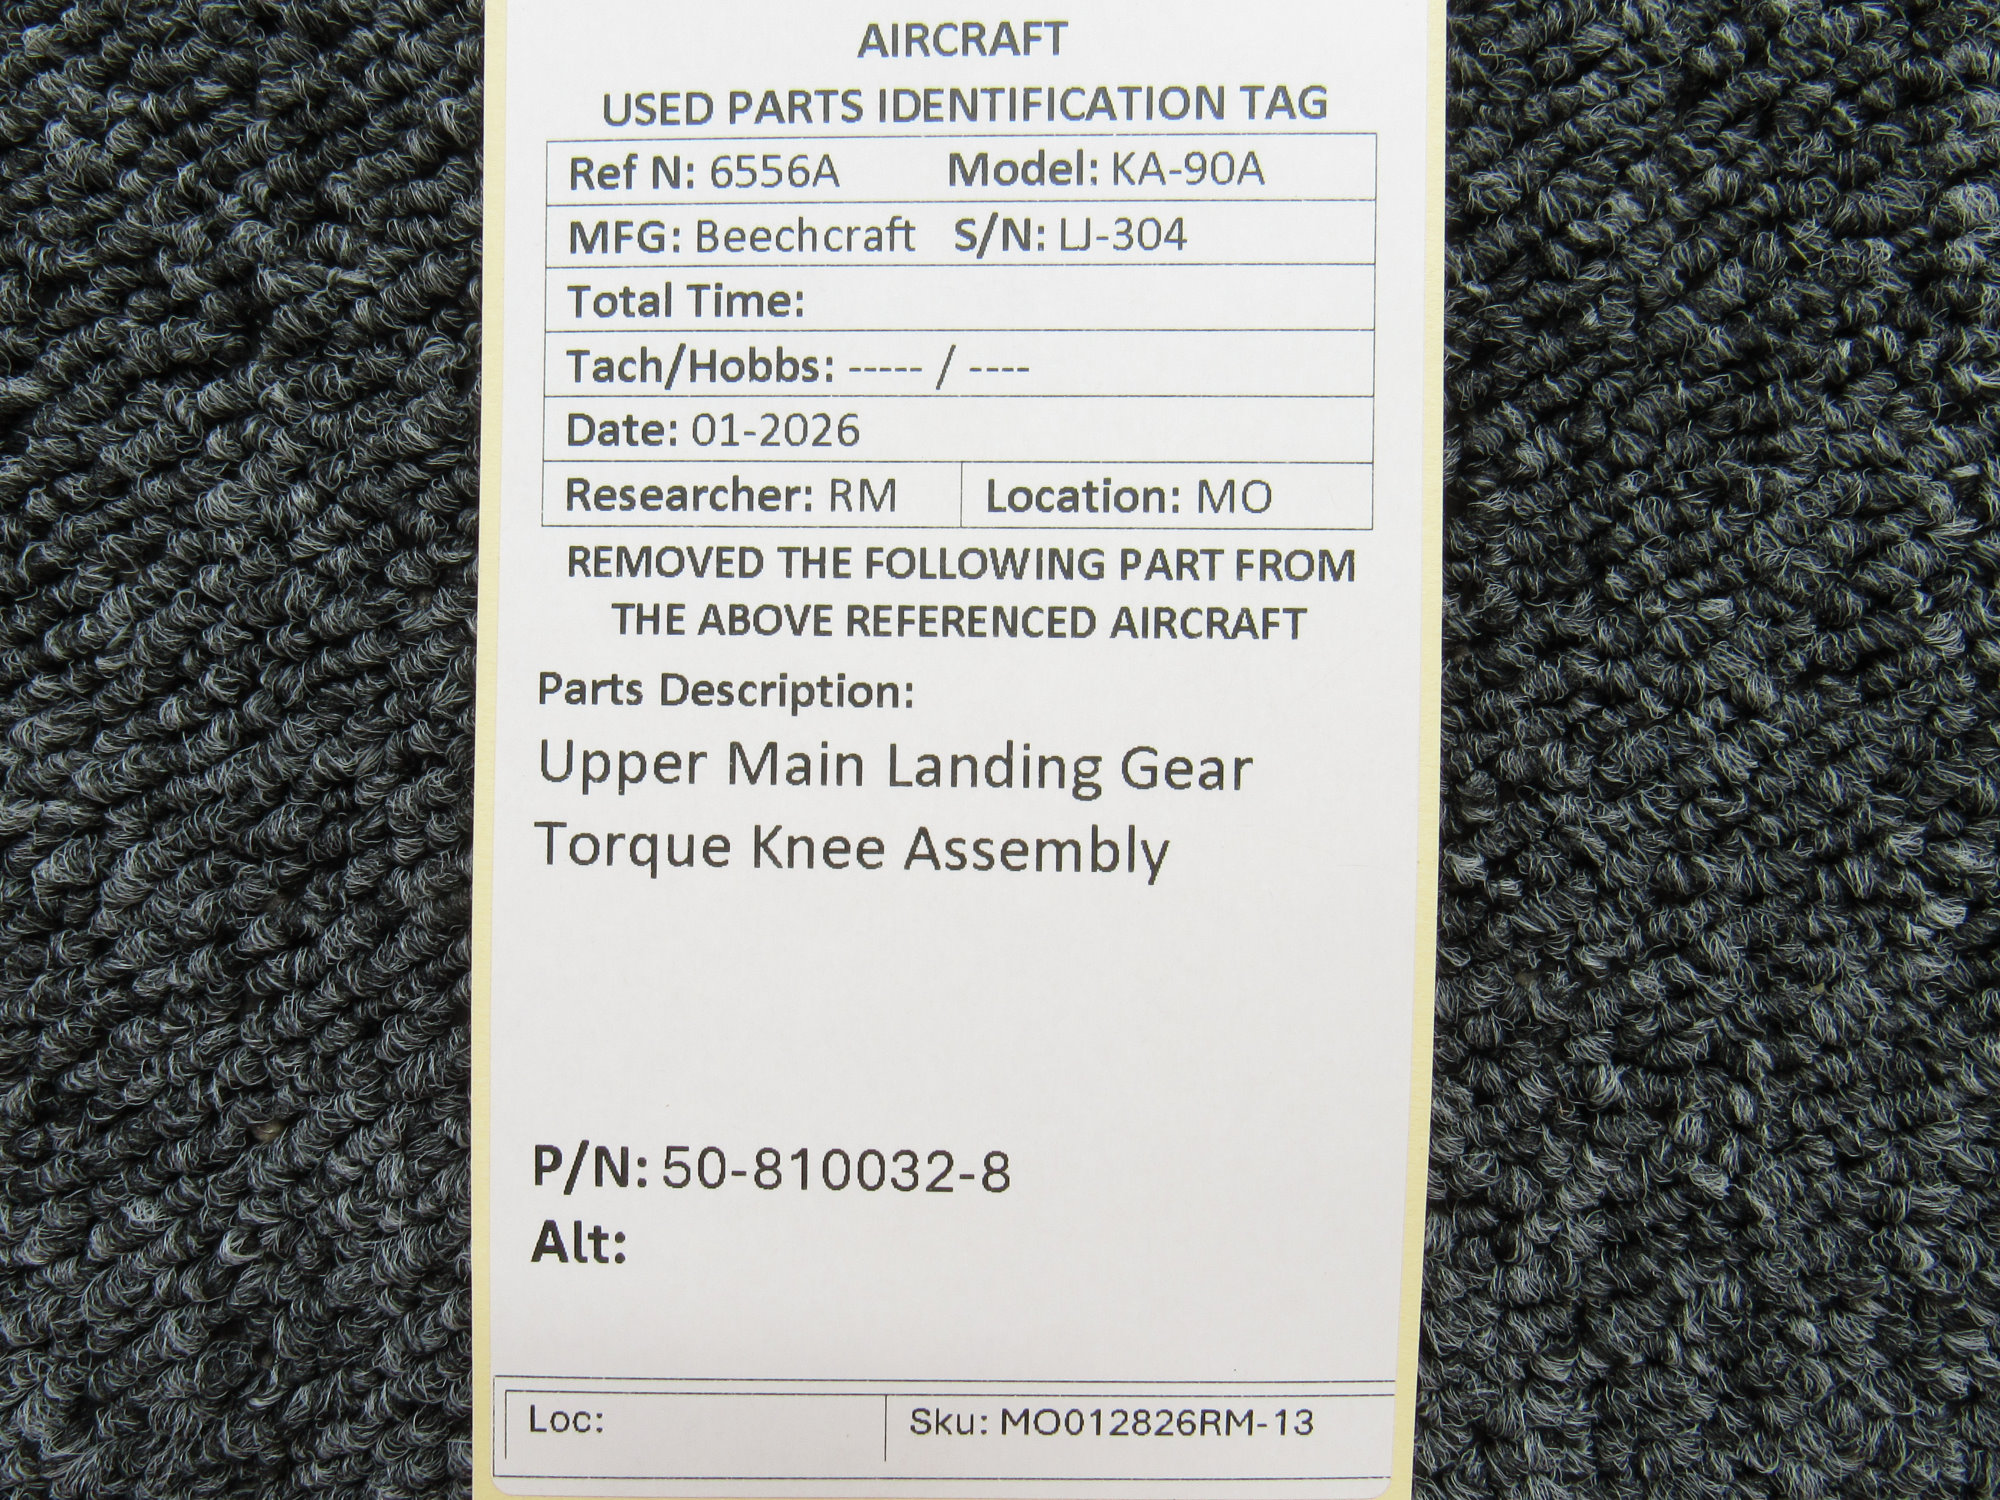 AIRCRAFT
USED PARTS IDENTIFICATION TAG
Ref N: 6556A Model: KA-90A
MFG: Beechcraft S/N: LJ-304
Total Time:
Tach/Hobbs: ----- / ----
Date: 01-2026
Researcher: RM Location: MO
REMOVED THE FOLLOWING PART FROM
THE ABOVE REFERENCED AIRCRAFT
Parts Description:
Upper Main Landing Gear
Torque Knee Assembly
P/N: 50-810032-8
Alt:
Loc: Sku: MO012826RM-13